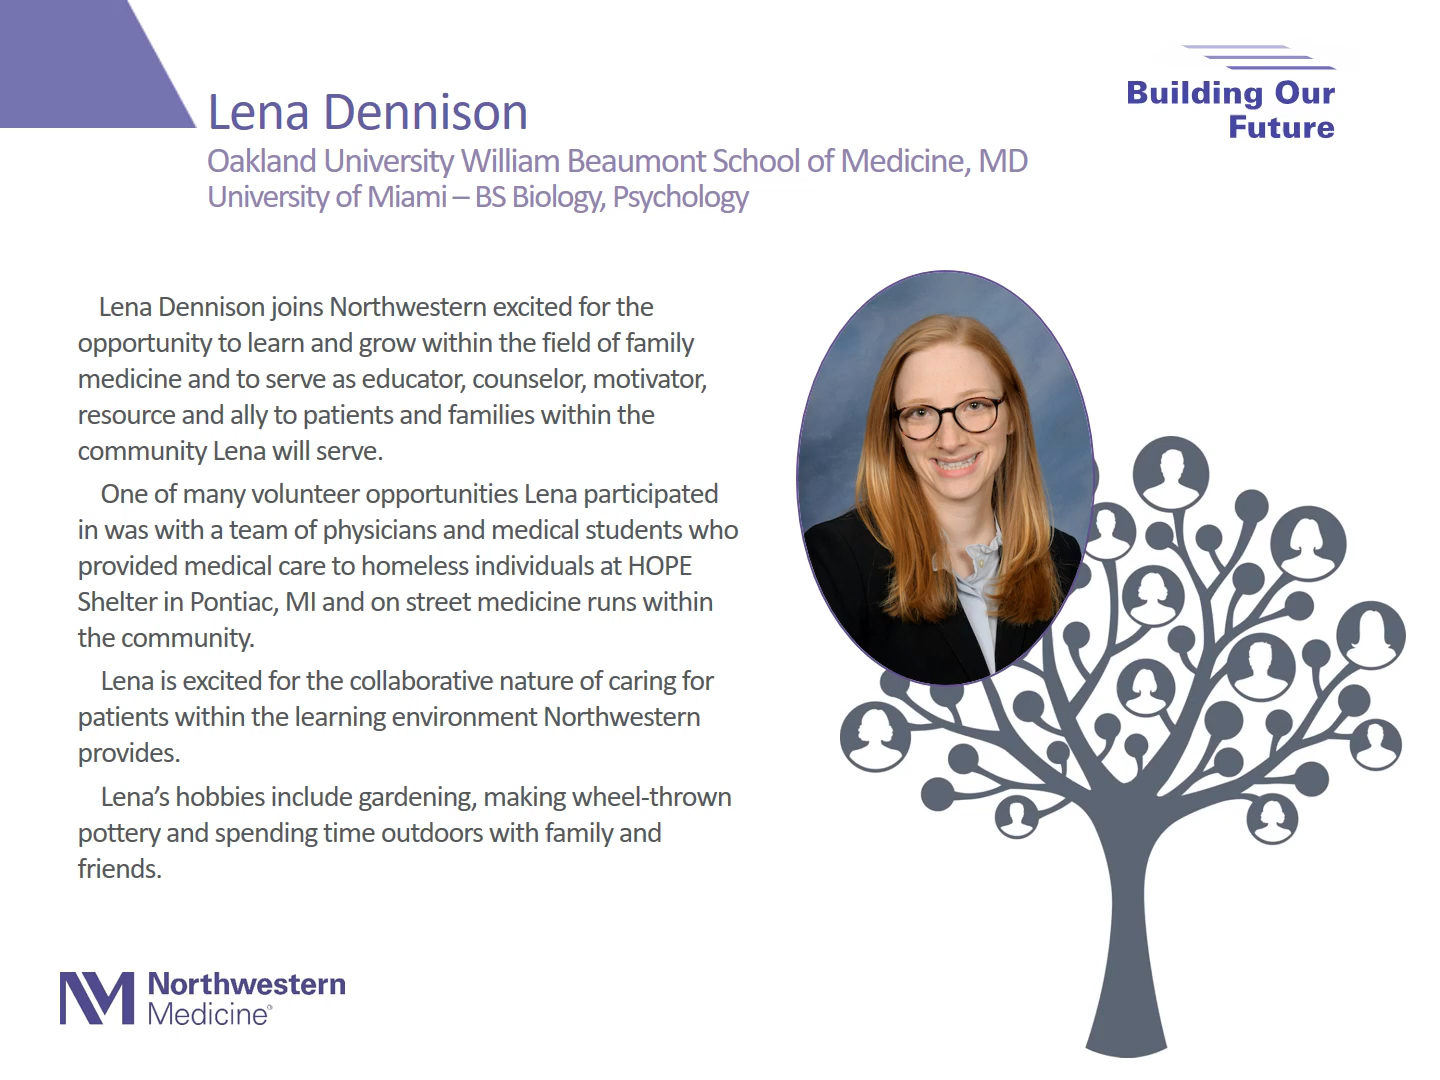 Lena Dennison
Oakland University William Beaumont School of Medicine, MD
University of Miami – BS Biology, Psychology
Building Our
Future
Lena Dennison joins Northwestern excited for the
opportunity to learn and grow within the field of family
medicine and to serve as educator, counselor, motivator,
resource and ally to patients and families within the
community Lena will serve.
One of many volunteer opportunities Lena participated
in was with a team of physicians and medical students who
provided medical care to homeless individuals at HOPE
Shelter in Pontiac, MI and on street medicine runs within
the community.
Lena is excited for the collaborative nature of caring for
patients within the learning environment Northwestern
provides.
Lena’s hobbies include gardening, making wheel-thrown
pottery and spending time outdoors with family and
friends.
NM Northwestern
Medicine®